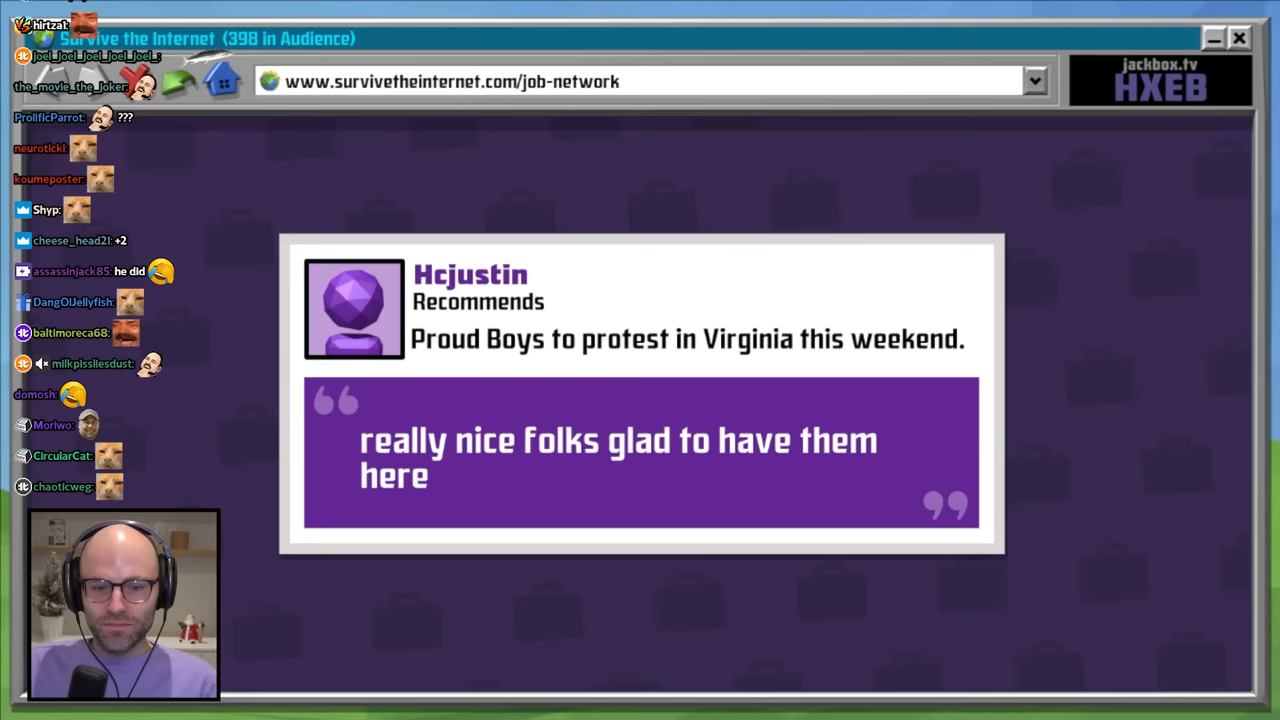 Survive the Internet (398 in Audience)
www.survivetheinternet.com/job-network
jackbox.tv
HXEB
hlrtza1:
Joel_Joel_Joel_Joel_Joel_:
the_movie_the_Joker:
ProlificParrot: ???
neurotickl:
koumeposter:
Shyp:
cheese_head21: +2
assassinjack85: he did
DangOlJellyfish:
baltimoreca68:
milkpissliesdust:
domosh:
Moriwo:
CircularCat:
chaoticweg:
Hcjustin
Recommends
Proud Boys to protest in Virginia this weekend.
“
really nice folks glad to have them
here
”